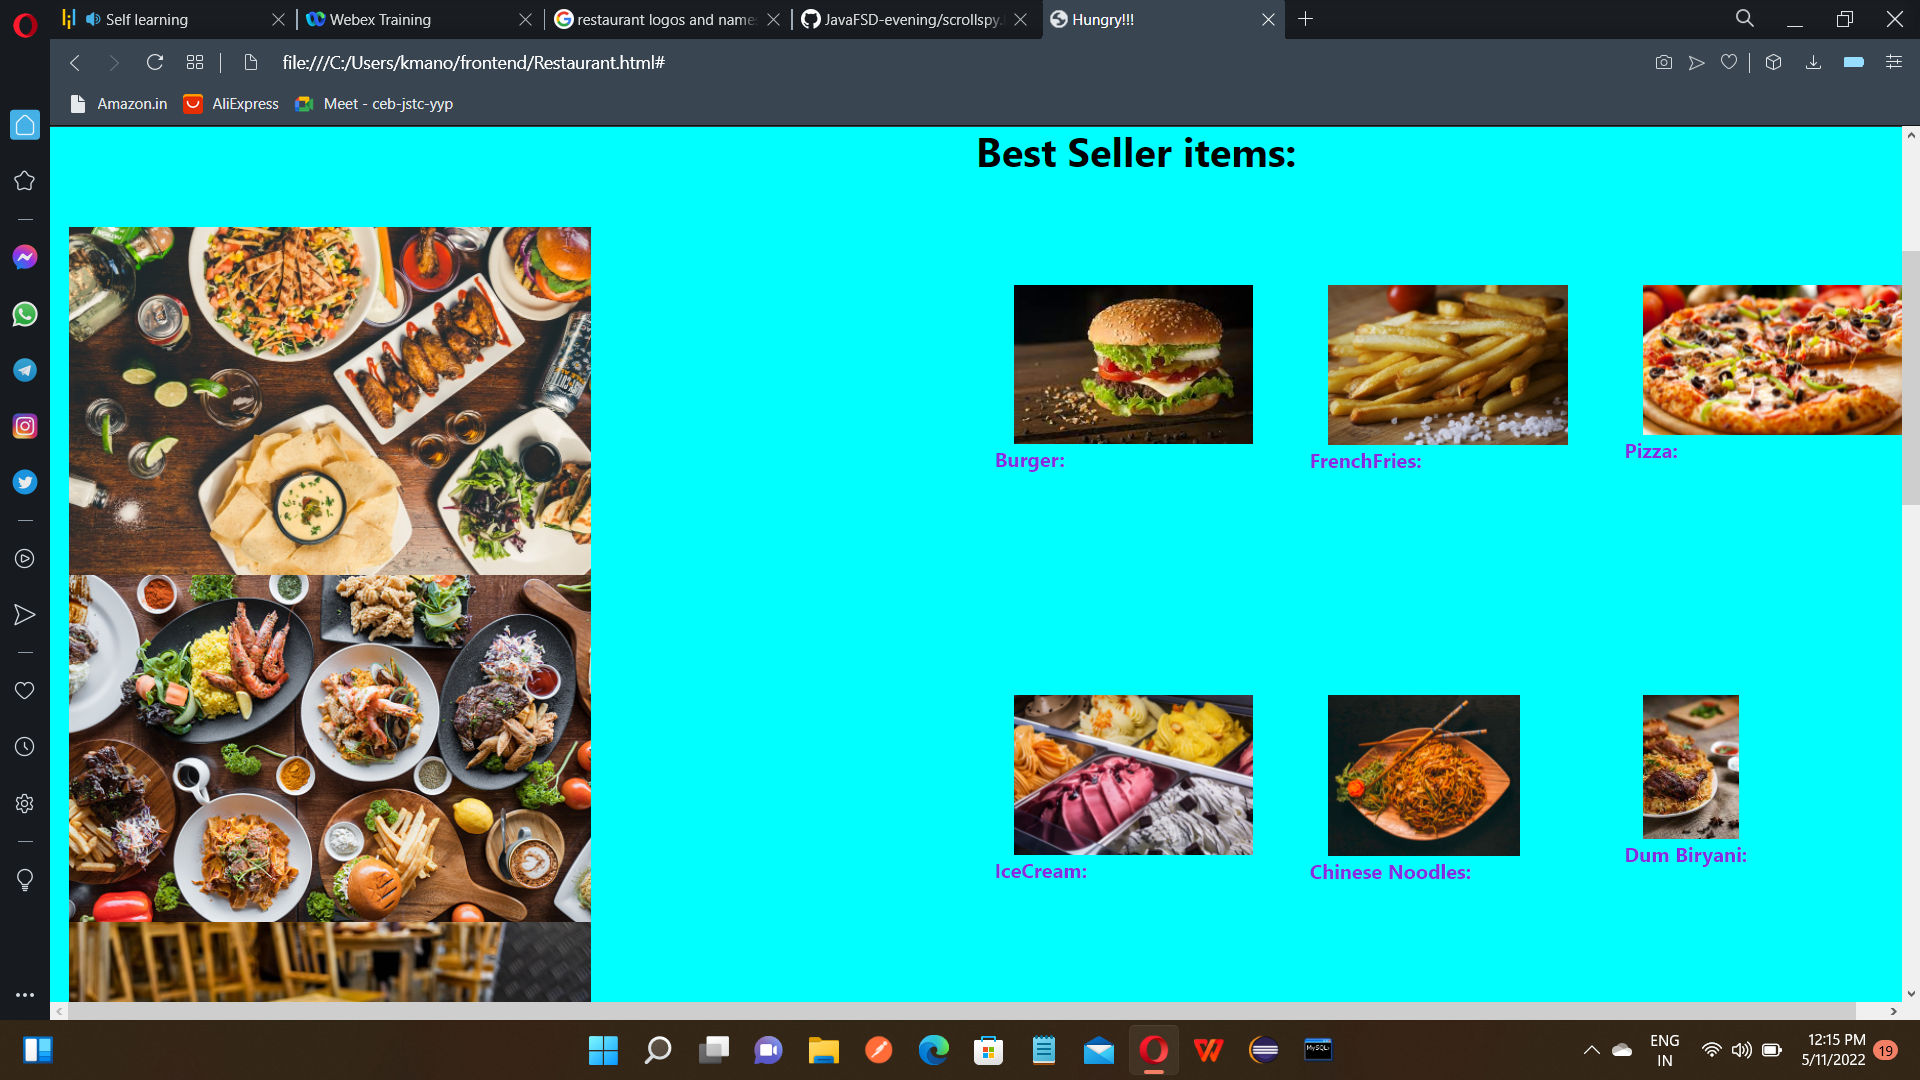 Self learning
Webex Training
restaurant logos and name
JavaFSD-evening/scrollspy.
Hungry!!!
file:///C:/Users/kmano/frontend/Restaurant.html#
Amazon.in
AliExpress
Meet - ceb-jstc-yyp
Best Seller items:
Burger:
FrenchFries:
Pizza:
IceCream:
Chinese Noodles:
Dum Biryani:
ENG
IN
12:15 PM
5/11/2022
19